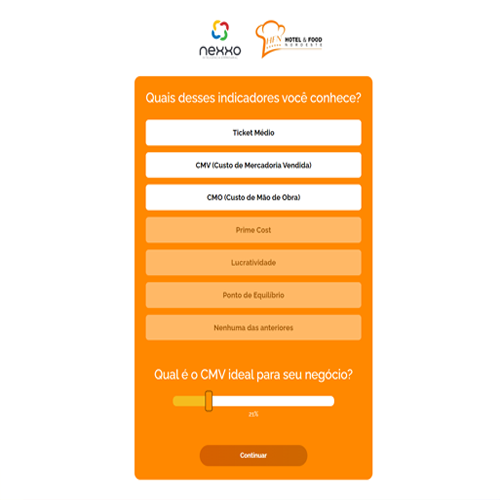 nexxo
HFN
HOTEL & FOOD
NORDESTE
Quais desses indicadores você conhece?
Ticket Médio
CMV (Custo de Mercadoria Vendida)
CMO (Custo de Mão de Obra)
Prime Cost
Lucratividade
Ponto de Equilíbrio
Nenhuma das anteriores
Qual é o CMV ideal para seu negócio?
Continuar